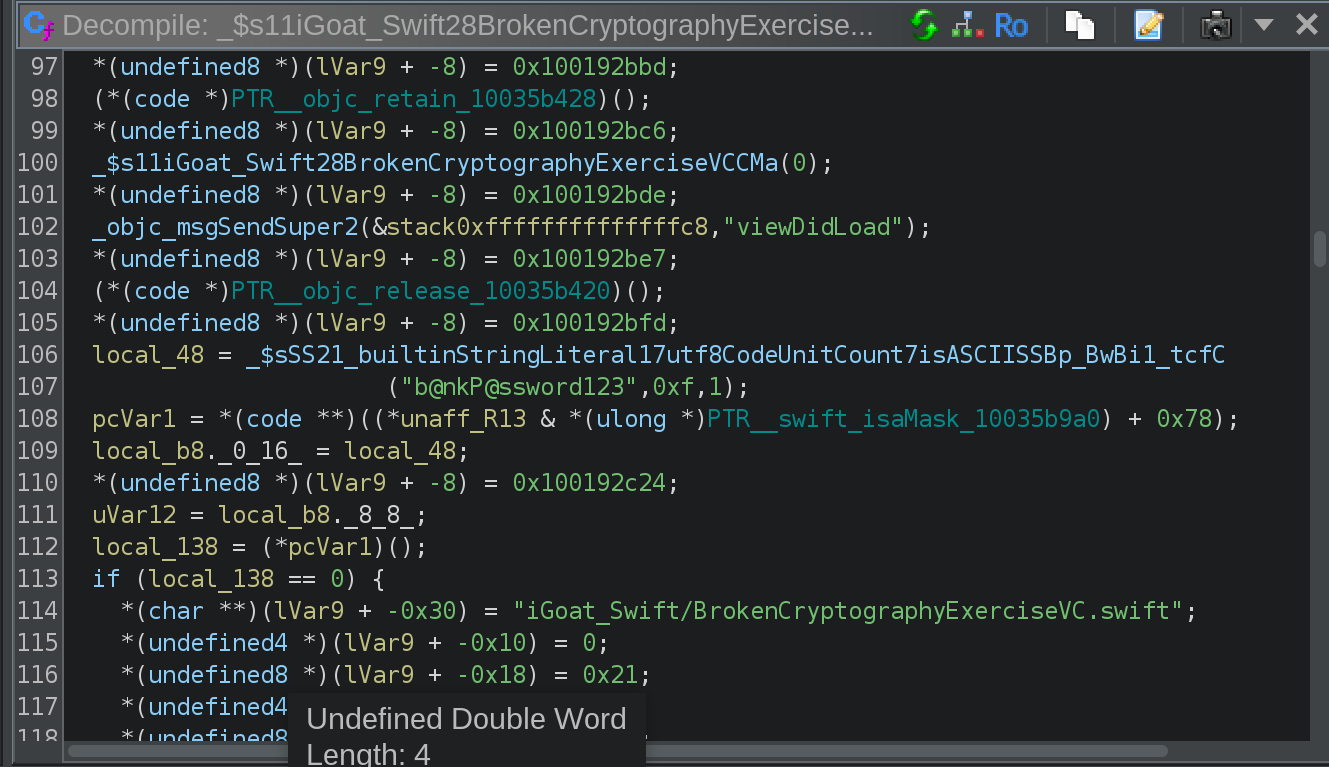 Decompile: _$s11iGoat_Swift28BrokenCryptographyExercise... Ro
97 *(undefined8 *)(lVar9 + -8) = 0x100192bbd;
98 (*(code *)PTR__objc_retain_10035b428)();
99 *(undefined8 *)(lVar9 + -8) = 0x100192bc6;
100 _$s11iGoat_Swift28BrokenCryptographyExerciseVCCMa(0);
101 *(undefined8 *)(lVar9 + -8) = 0x100192bde;
102 _objc_msgSendSuper2(&stack0xffffffffffffffc8,"viewDidLoad");
103 *(undefined8 *)(lVar9 + -8) = 0x100192be7;
104 (*(code *)PTR__objc_release_10035b420)();
105 *(undefined8 *)(lVar9 + -8) = 0x100192bfd;
106 local_48 = _$sSS21_builtinStringLiteral17utf8CodeUnitCount7isASCIISSBp_BwBi1_tcfC
107 ("b@nkP@ssword123",0xf,1);
108 pcVar1 = *(code **)((*unaff_R13 & *(ulong *)PTR__swift_isaMask_10035b9a0) + 0x78);
109 local_b8._0_16_ = local_48;
110 *(undefined8 *)(lVar9 + -8) = 0x100192c24;
111 uVar12 = local_b8._8_8_;
112 local_138 = (*pcVar1)();
113 if (local_138 == 0) {
114 *(char **)(lVar9 + -0x30) = "iGoat_Swift/BrokenCryptographyExerciseVC.swift";
115 *(undefined4 *)(lVar9 + -0x10) = 0;
116 *(undefined8 *)(lVar9 + -0x18) = 0x21;
117 *(undefined4
118 *(undefined8
Undefined Double Word
Length: 4